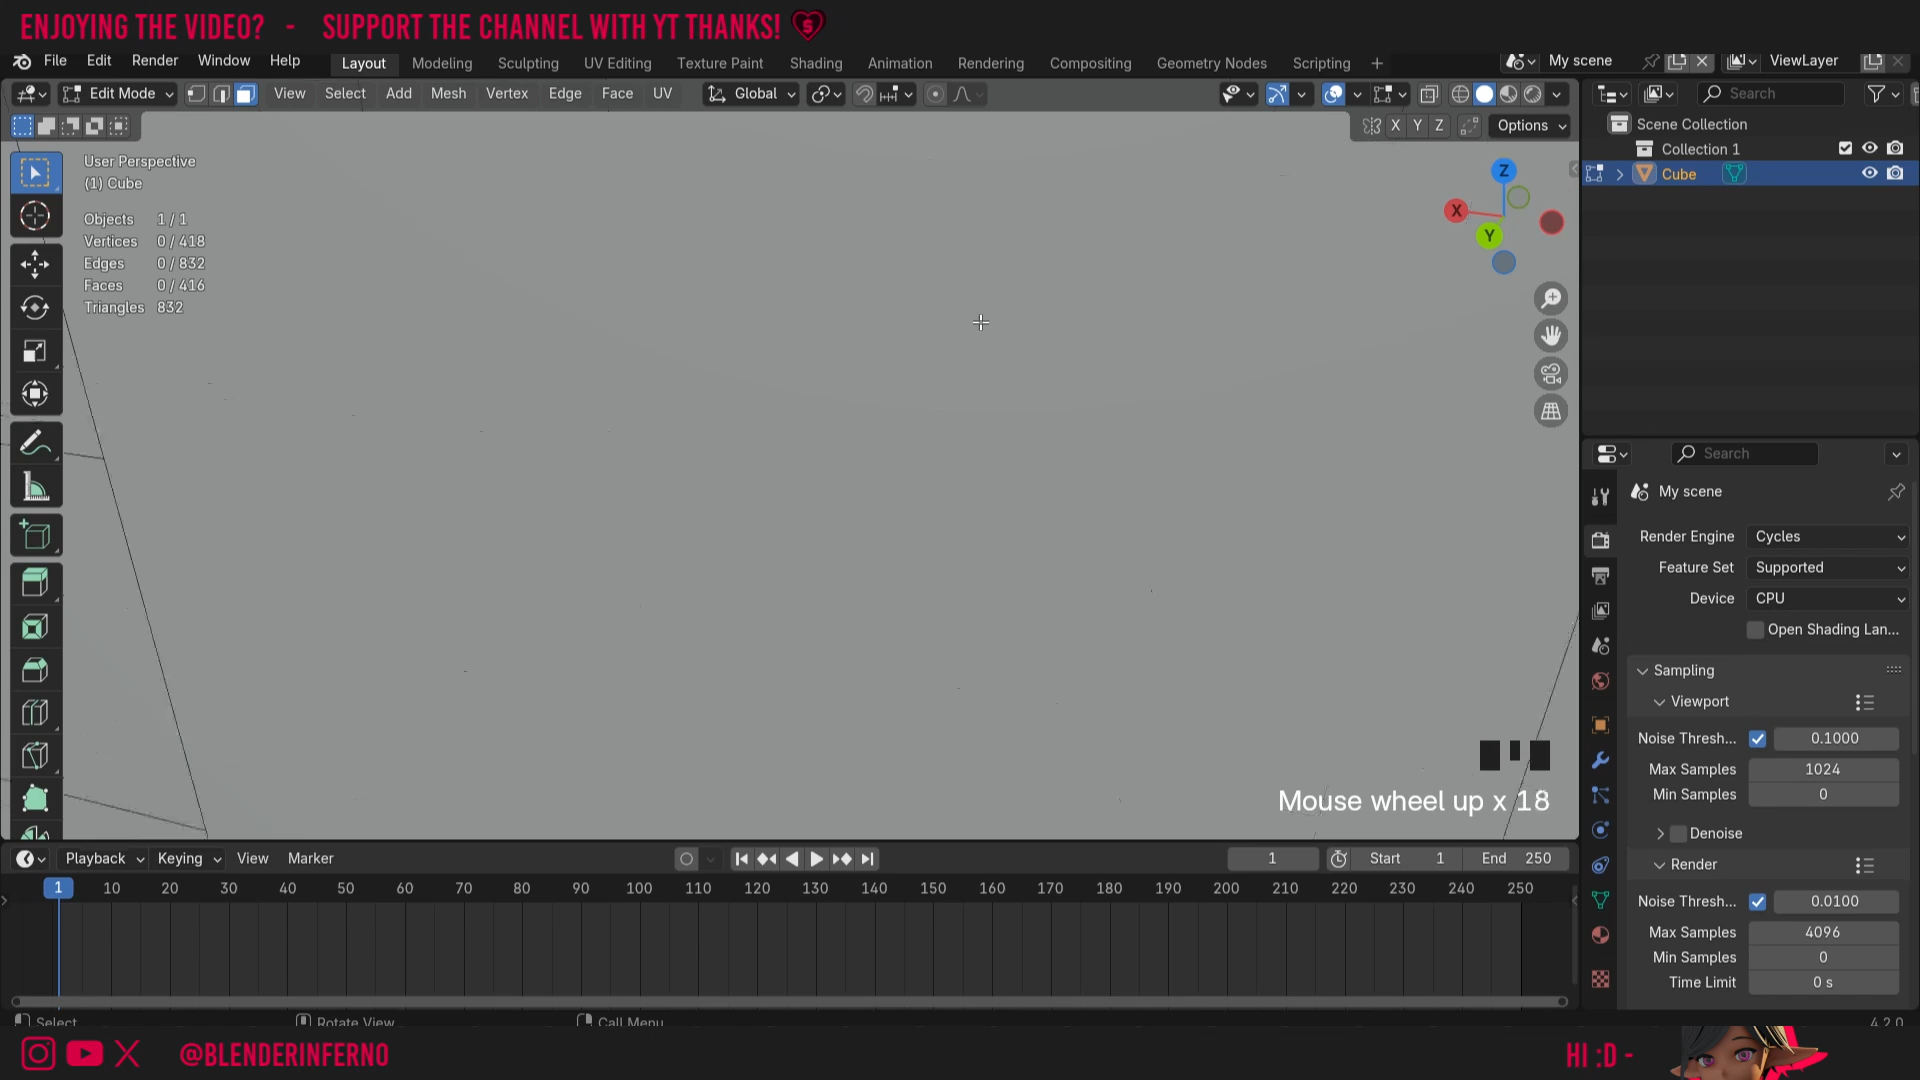 ENJOYING THE VIDEO? - SUPPORT THE CHANNEL WITH YT THANKS!
File Edit Render Window Help Layout Modeling Sculpting UV Editing Texture Paint Shading Animation Rendering Compositing Geometry Nodes Scripting + My scene ViewLayer
Edit Mode View Select Add Mesh Vertex Edge Face UV Global Search
X Y Z Options
Scene Collection
Collection 1
Cube
User Perspective
(1) Cube
Objects 1 / 1
Vertices 0 / 418
Edges 0 / 832
Faces 0 / 416
Triangles 832
Z
X
Y
Search
My scene
Render Engine Cycles
Feature Set Supported
Device CPU
Open Shading Lan...
Sampling
Viewport
Noise Thresh... 0.1000
Max Samples 1024
Min Samples 0
Denoise
Render
Noise Thresh... 0.0100
Max Samples 4096
Min Samples 0
Time Limit 0 s
Mouse wheel up x 18
Playback Keying View Marker 1 Start 1 End 250
1 10 20 30 40 50 60 70 80 90 100 110 120 130 140 150 160 170 180 190 200 210 220 230 240 250
Select Rotate View Call Menu 4.2.0
@BLENDERINFERNO
HI :D -